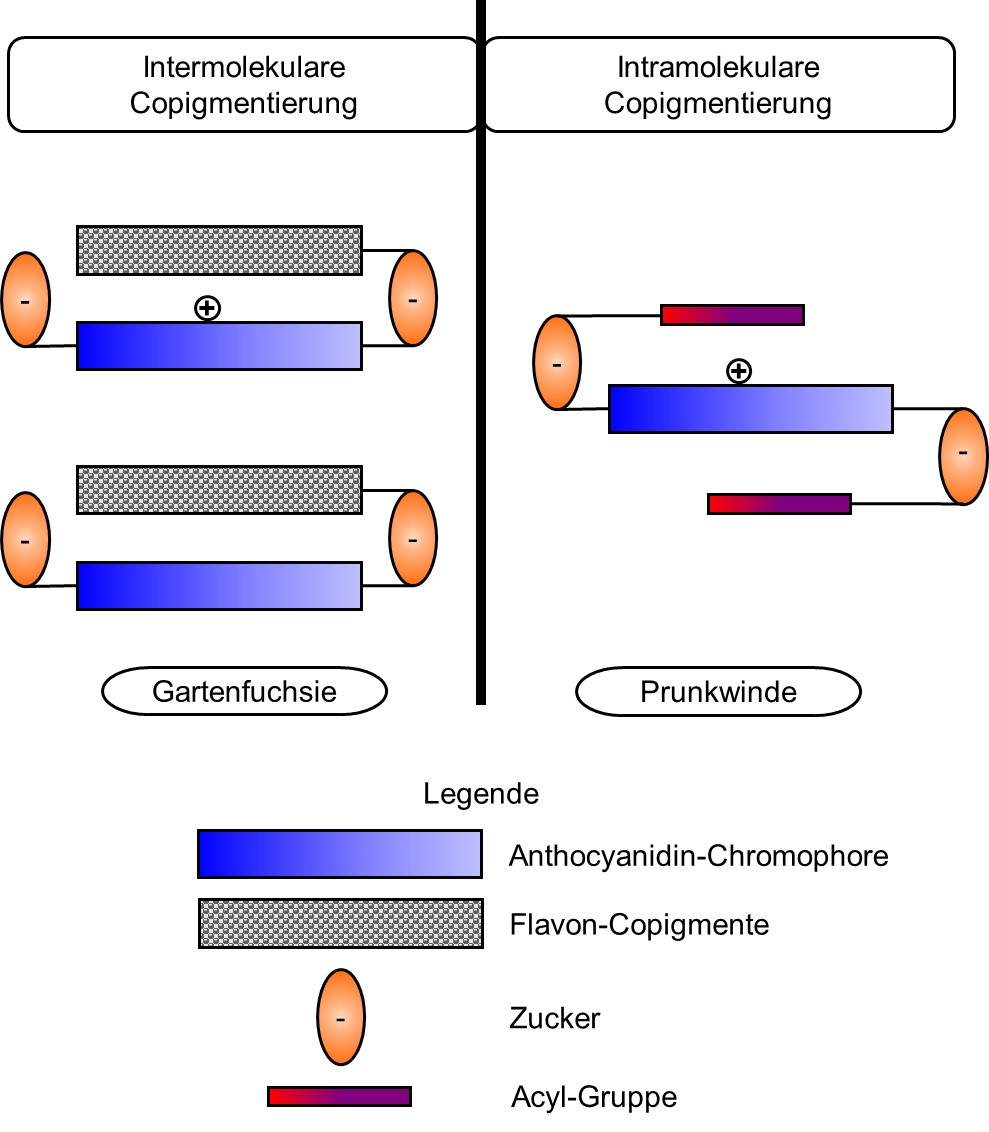 Intermolekulare
Copigmentierung
Intramolekulare
Copigmentierung
-
-
+
-
-
+
-
-
Gartenfuchsie
Prunkwinde
Legende
Anthocyanidin-Chromophore
Flavon-Copigmente
-
Zucker
Acyl-Gruppe